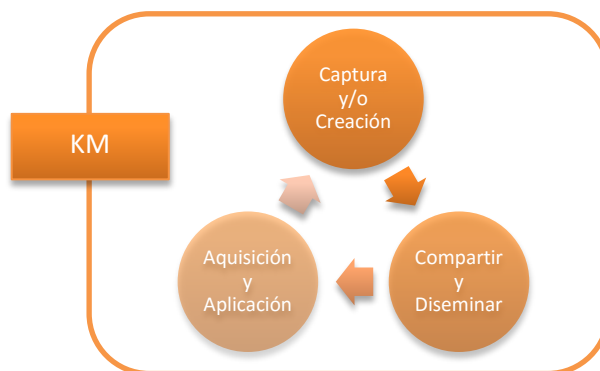 Captura
y/o
Creación
KM
Aquisición
y
Aplicación
Compartir
y
Diseminar